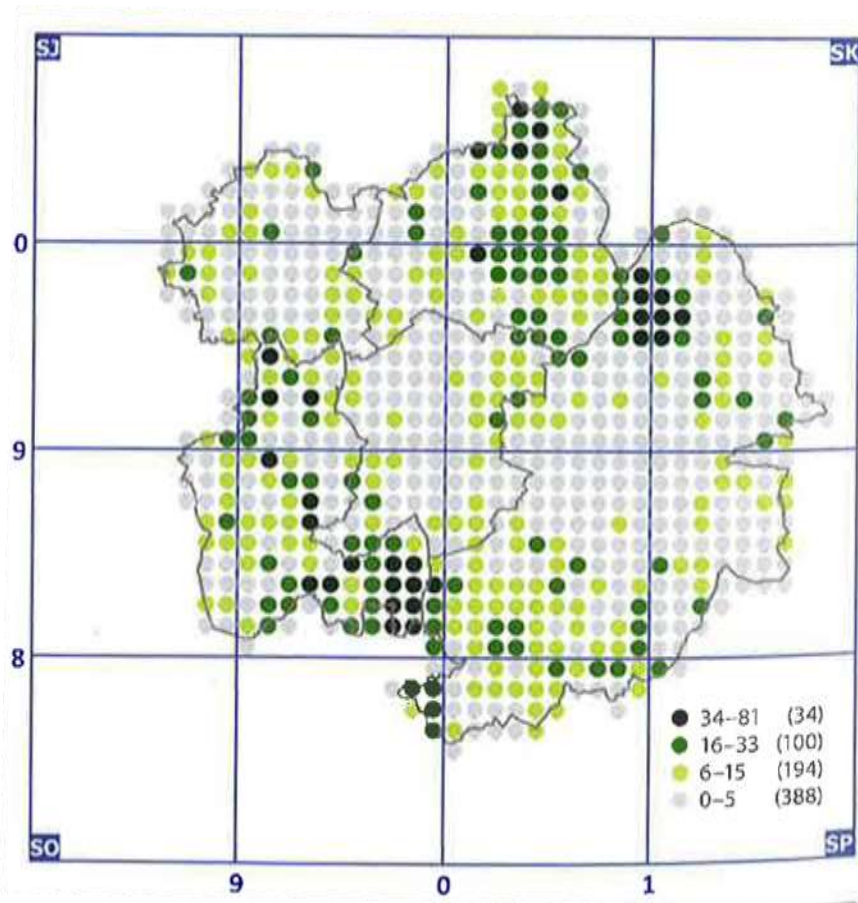 SJ SK
0
9
8
34–81 (34)
16–33 (100)
6–15 (194)
0–5 (388)
SO SP
9 0 1